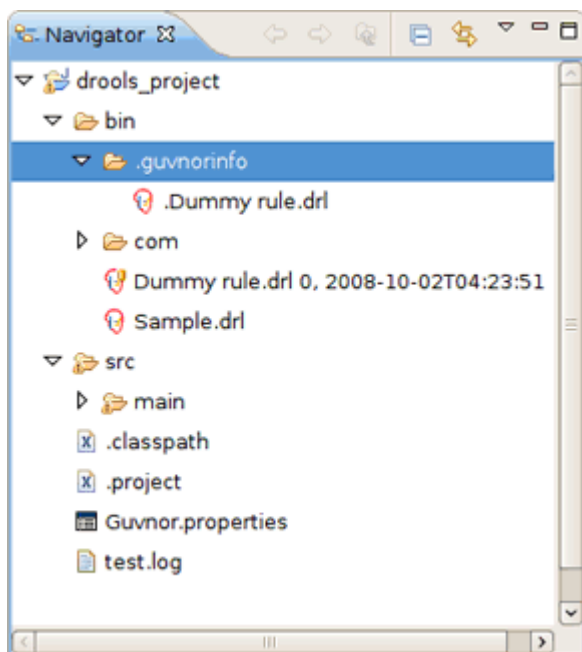 Navigator
drools_project
bin
.guvnorinfo
.Dummy rule.drl
com
Dummy rule.drl 0, 2008-10-02T04:23:51
Sample.drl
src
main
.classpath
.project
Guvnor.properties
test.log